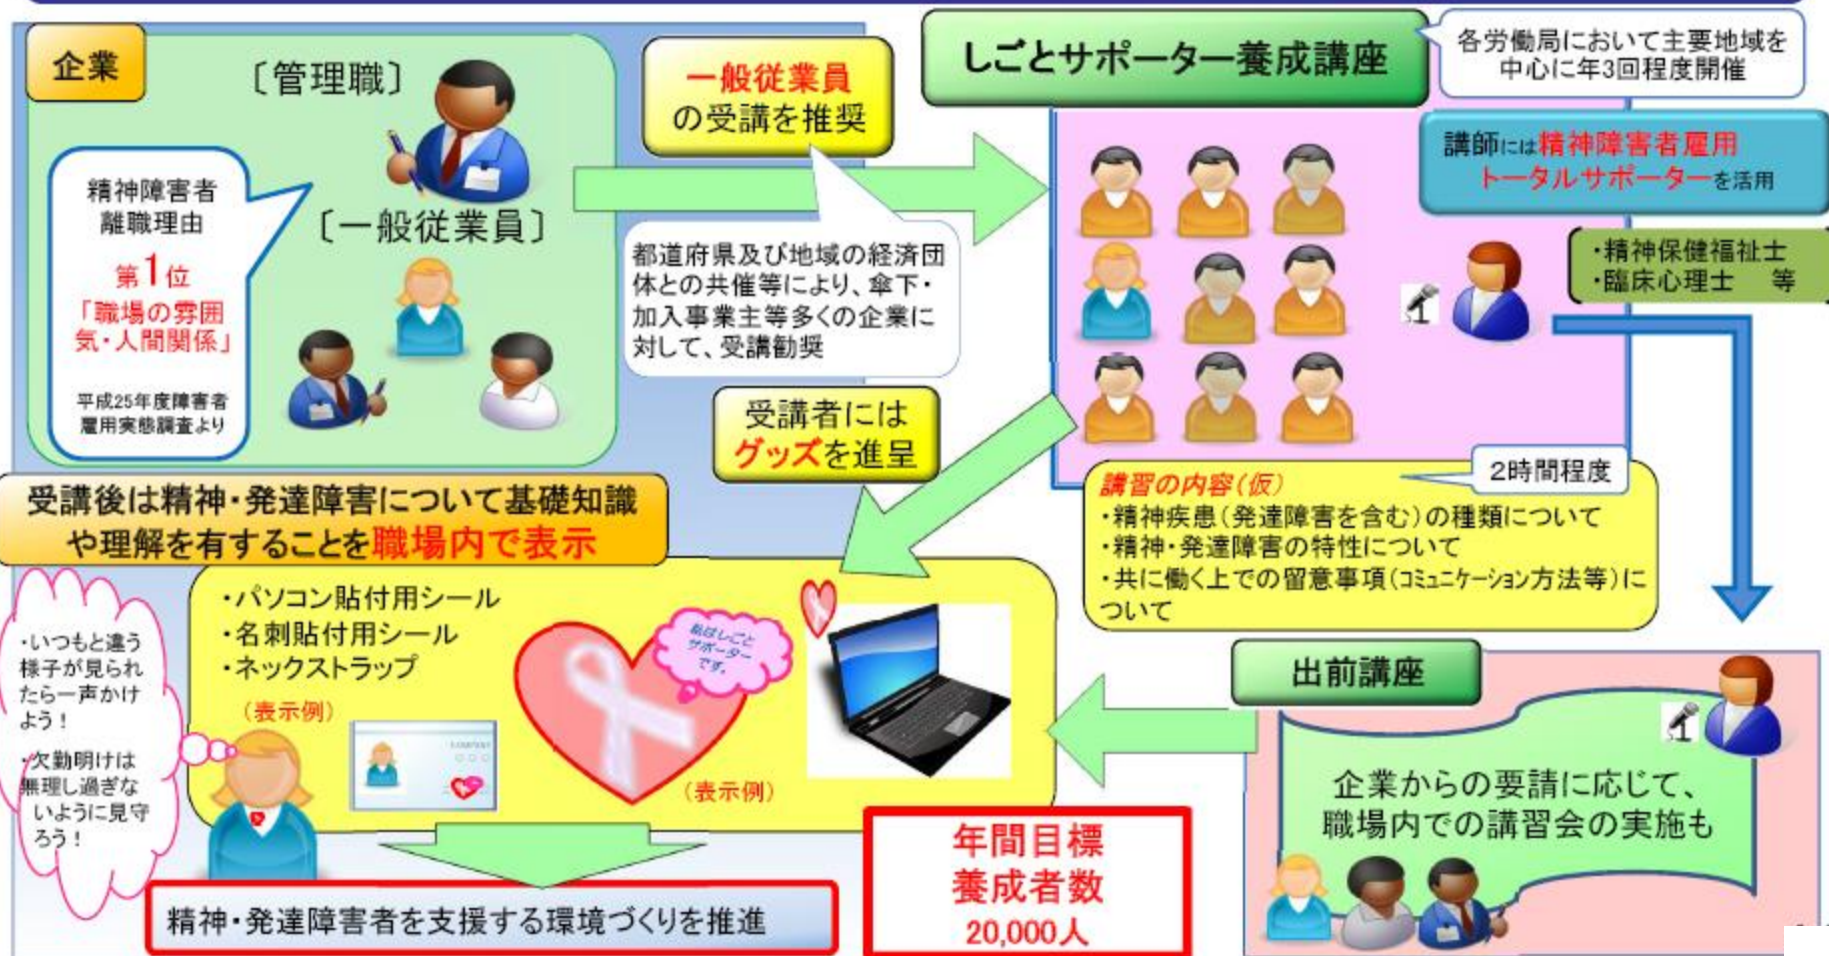 企業
〔管理職〕
精神障害者
離職理由
第1位
「職場の雰囲
気・人間関係」
平成25年度障害者
雇用実態調査より
〔一般従業員〕
一般従業員
の受講を推奨
都道府県及び地域の経済団
体との共催等により、傘下・
加入事業主等多くの企業に
対して、受講勧奨
しごとサポーター養成講座
各労働局において主要地域を
中心に年3回程度開催
講師には精神障害者雇用
トータルサポーターを活用
・精神保健福祉士
・臨床心理士　等
受講者には
グッズを進呈
2時間程度
講習の内容(仮)
・精神疾患(発達障害を含む)の種類について
・精神・発達障害の特性について
・共に働く上での留意事項(コミュニケーション方法等)に
ついて
受講後は精神・発達障害について基礎知識
や理解を有することを職場内で表示
・パソコン貼付用シール
・名刺貼付用シール
・ネックストラップ
(表示例)
私はしごと
サポーター
です。
(表示例)
・いつもと違う
様子が見られ
たら一声かけ
よう！
・欠勤明けは
無理し過ぎな
いように見守
ろう！
出前講座
企業からの要請に応じて、
職場内での講習会の実施も
年間目標
養成者数
20,000人
精神・発達障害者を支援する環境づくりを推進